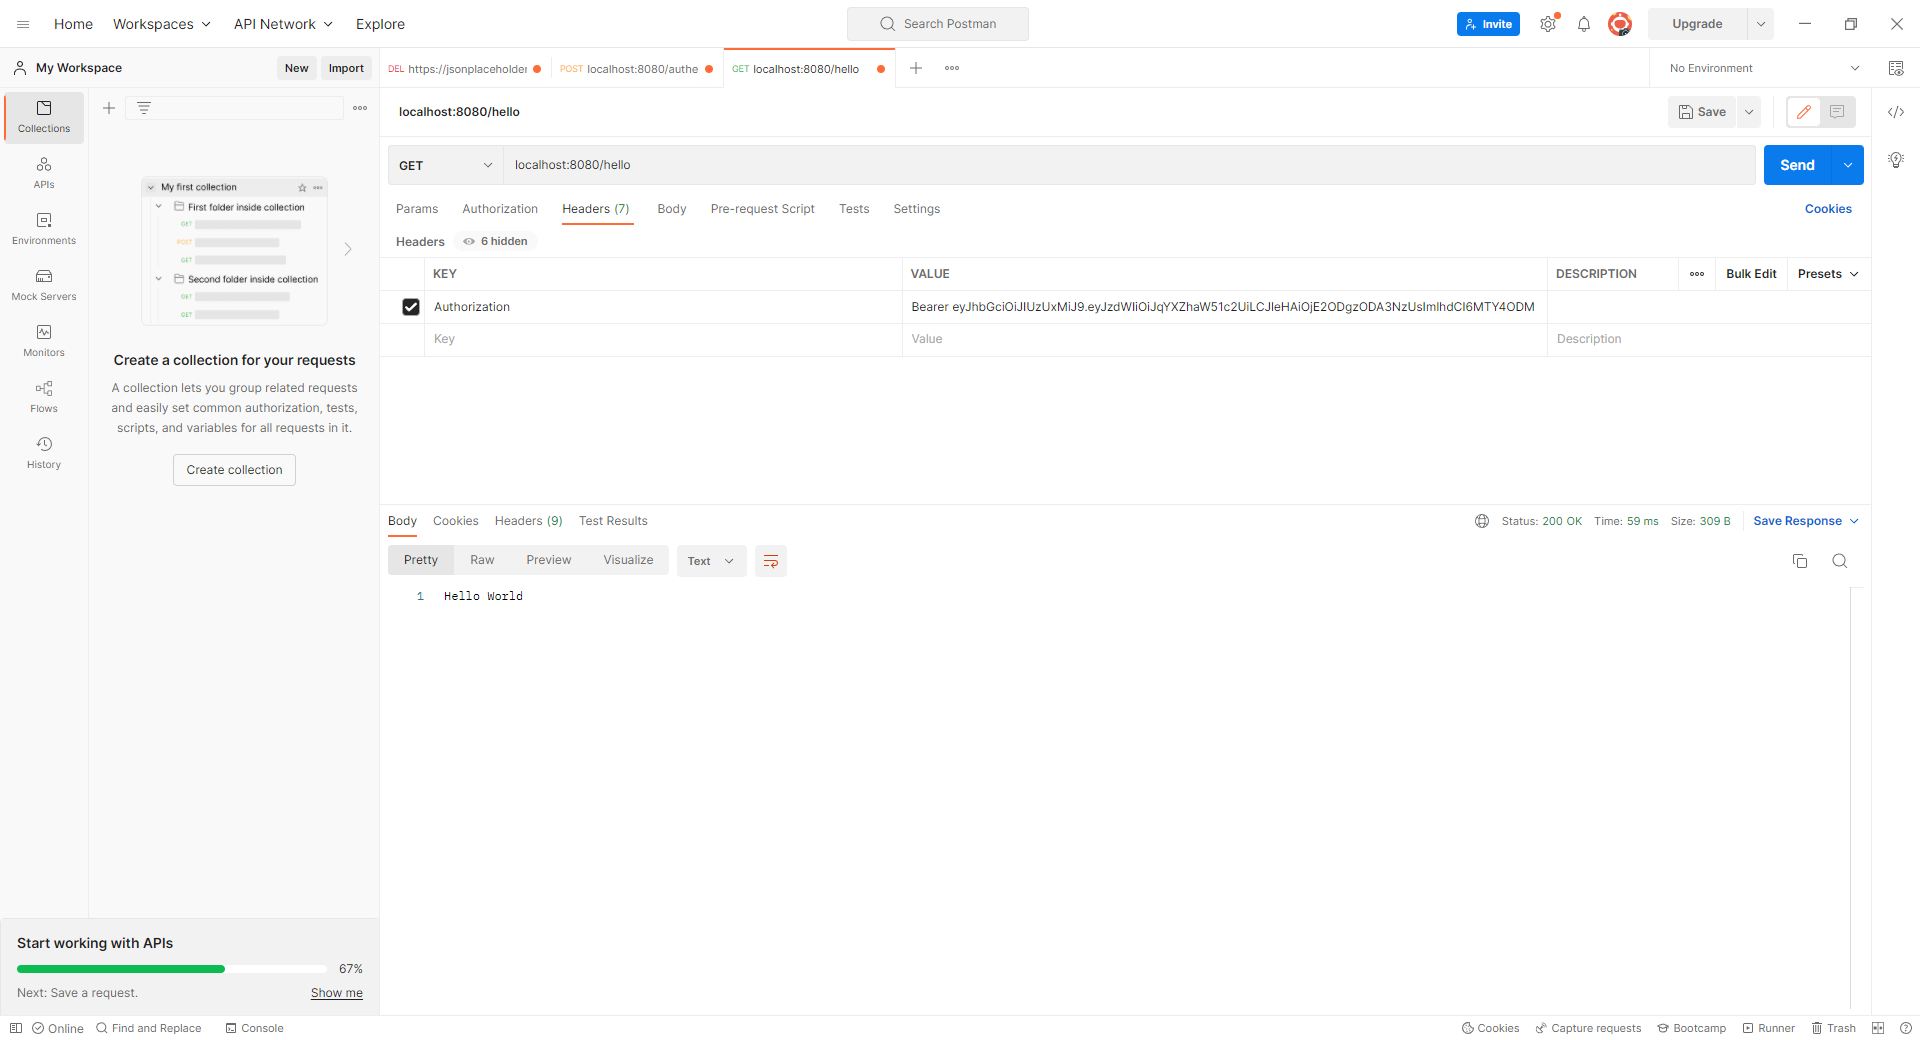 Home Workspaces API Network Explore Search Postman Invite Upgrade
My Workspace New Import DEL https://jsonplaceholder POST localhost:8080/authe GET localhost:8080/hello No Environment
Collections
APIs
Environments
Mock Servers
Monitors
Flows
History
My first collection
First folder inside collection
GET
POST
GET
Second folder inside collection
GET
GET
Create a collection for your requests
A collection lets you group related requests
and easily set common authorization, tests,
scripts, and variables for all requests in it.
Create collection
localhost:8080/hello Save
GET localhost:8080/hello Send
Params Authorization Headers (7) Body Pre-request Script Tests Settings Cookies
Headers 6 hidden
KEY VALUE DESCRIPTION Bulk Edit Presets
Authorization Bearer eyJhbGciOiJIUzUxMiJ9.eyJzdWIiOiJqYXZhaW51c2UiLCJleHAiOjE2ODgzODA3NzUsImlhdCI6MTY4ODM
Key Value Description
Body Cookies Headers (9) Test Results Status: 200 OK Time: 59 ms Size: 309 B Save Response
Pretty Raw Preview Visualize Text
1 Hello World
Start working with APIs
67%
Next: Save a request. Show me
Online Find and Replace Console Cookies Capture requests Bootcamp Runner Trash